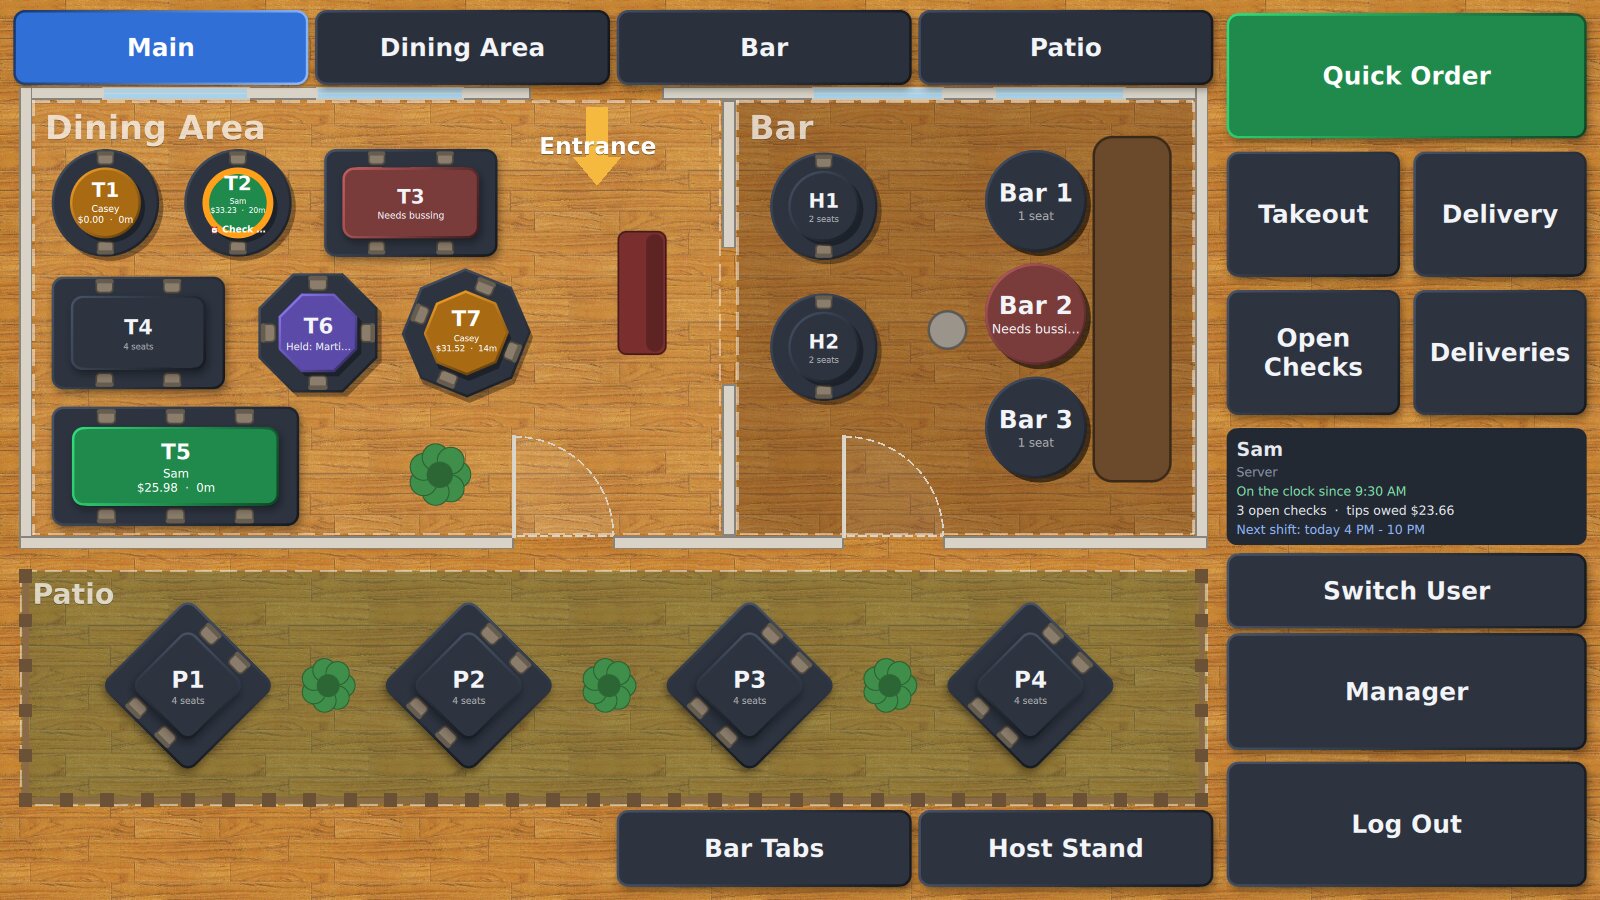 Main
Dining Area
Bar
Patio
Quick Order
Dining Area
Entrance
Bar
T1
Casey
$0.00 · 0m
T2
Sam
$33.23 · 20m
Check ...
T3
Needs bussing
H1
2 seats
Bar 1
1 seat
Takeout
Delivery
T4
4 seats
T6
Held: Marti...
T7
Casey
$31.52 · 14m
H2
2 seats
Bar 2
Needs bussi...
Open
Checks
Deliveries
T5
Sam
$25.98 · 0m
Bar 3
1 seat
Sam
Server
On the clock since 9:30 AM
3 open checks · tips owed $23.66
Next shift: today 4 PM - 10 PM
Patio
P1
4 seats
P2
4 seats
P3
4 seats
P4
4 seats
Switch User
Manager
Log Out
Bar Tabs
Host Stand